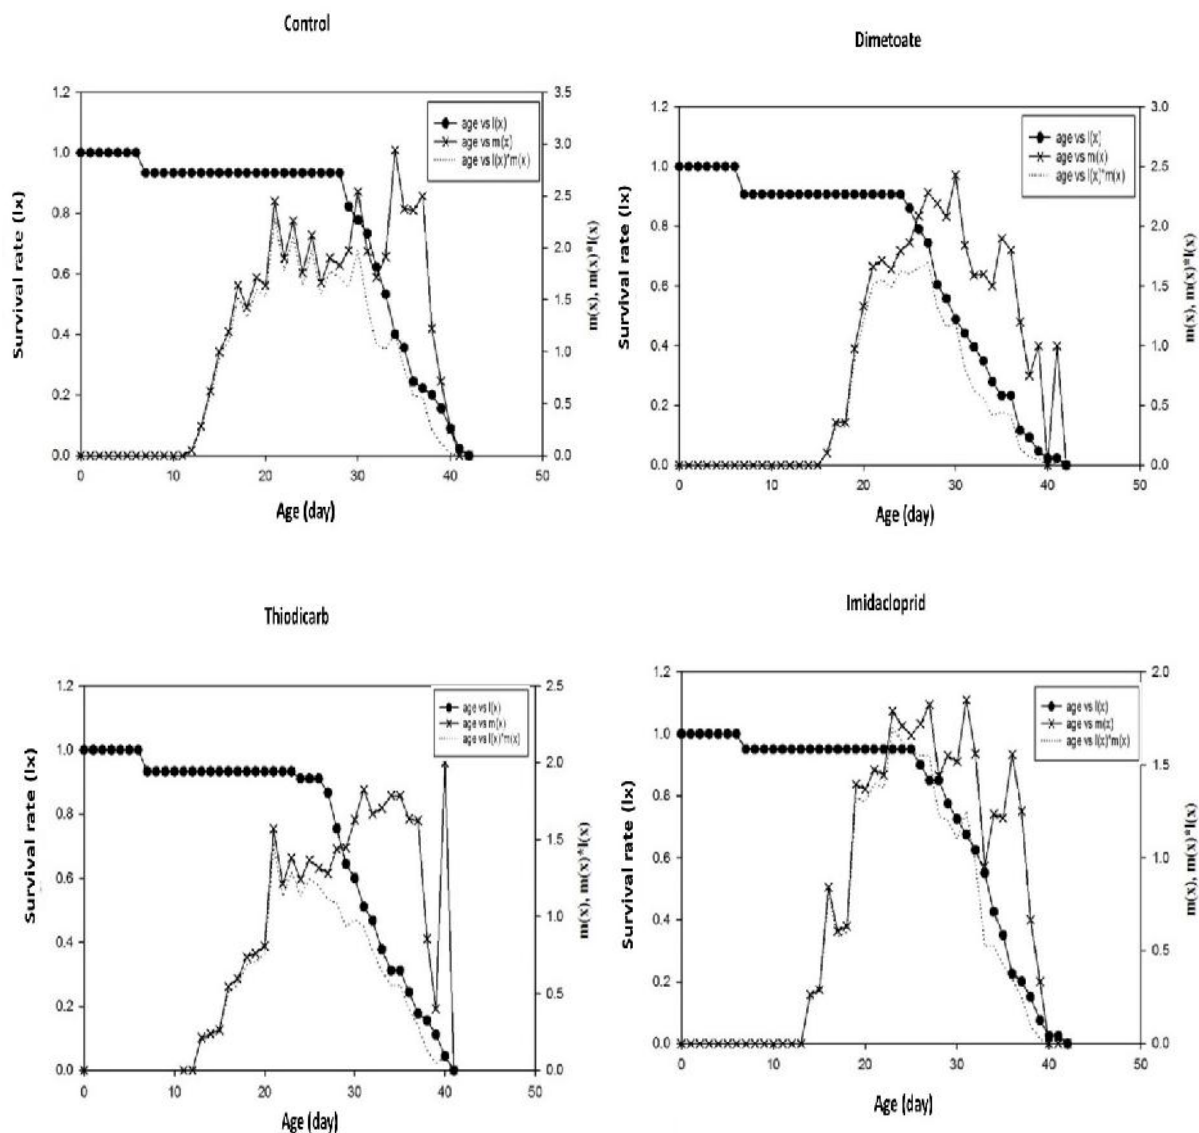 Control
1.2
1.0
0.8
0.6
0.4
0.2
0.0
3.5
3.0
2.5
2.0
1.5
1.0
0.5
0.0
0
10
20
30
40
50
age vs l(x)
age vs m(x)
age vs l(x)*m(x)
Survival rate (lx)
m(x), m(x)*l(x)
Age (day)
Dimetoate
1.2
1.0
0.8
0.6
0.4
0.2
0.0
3.0
2.5
2.0
1.5
1.0
0.5
0.0
0
10
20
30
40
50
age vs l(x)
age vs m(x)
age vs l(x)*m(x)
Survival rate (lx)
m(x), m(x)*l(x)
Age (day)
Thiodicarb
1.2
1.0
0.8
0.6
0.4
0.2
0.0
2.5
2.0
1.5
1.0
0.5
0.0
0
10
20
30
40
50
age vs l(x)
age vs m(x)
age vs l(x)*m(x)
Survival rate (lx)
m(x), m(x)*l(x)
Age (day)
Imidacloprid
1.2
1.0
0.8
0.6
0.4
0.2
0.0
2.0
1.5
1.0
0.5
0.0
0
10
20
30
40
50
age vs l(x)
age vs m(x)
age vs l(x)*m(x)
Survival rate (lx)
m(x), m(x)*l(x)
Age (day)